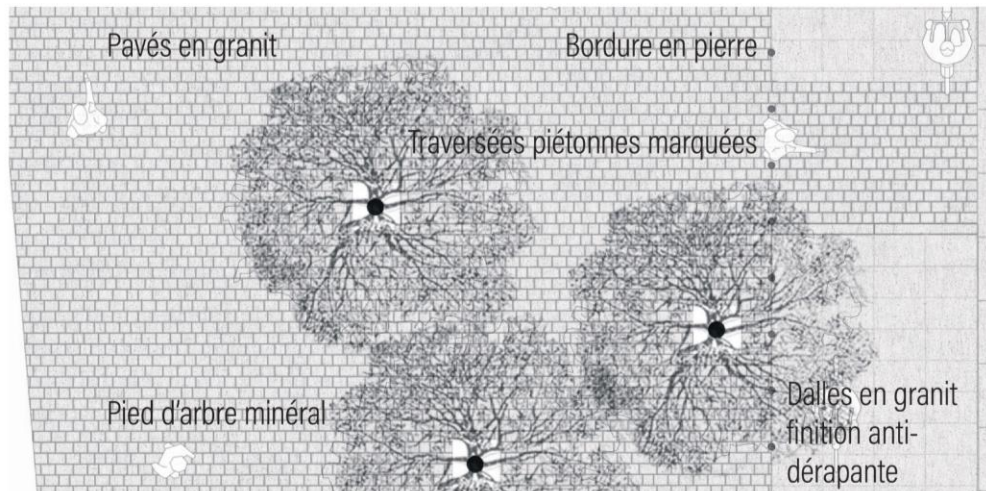 Pavés en granit
Bordure en pierre
Traversées piétonnes marquées
Pied d'arbre minéral
Dalles en granit
finition anti-
dérapante